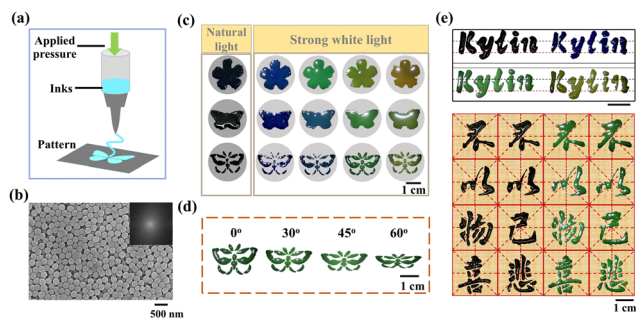 (a)
Applied
pressure
Inks
Pattern
(b)
500 nm
(c)
Natural
light
Strong white light
1 cm
(d)
0° 30° 45° 60°
1 cm
(e)
Kylin Kylin
Kylin Kylin
不 不 不 不
以 以 以 以
物 己 物 己
喜 悲 喜 悲
1 cm